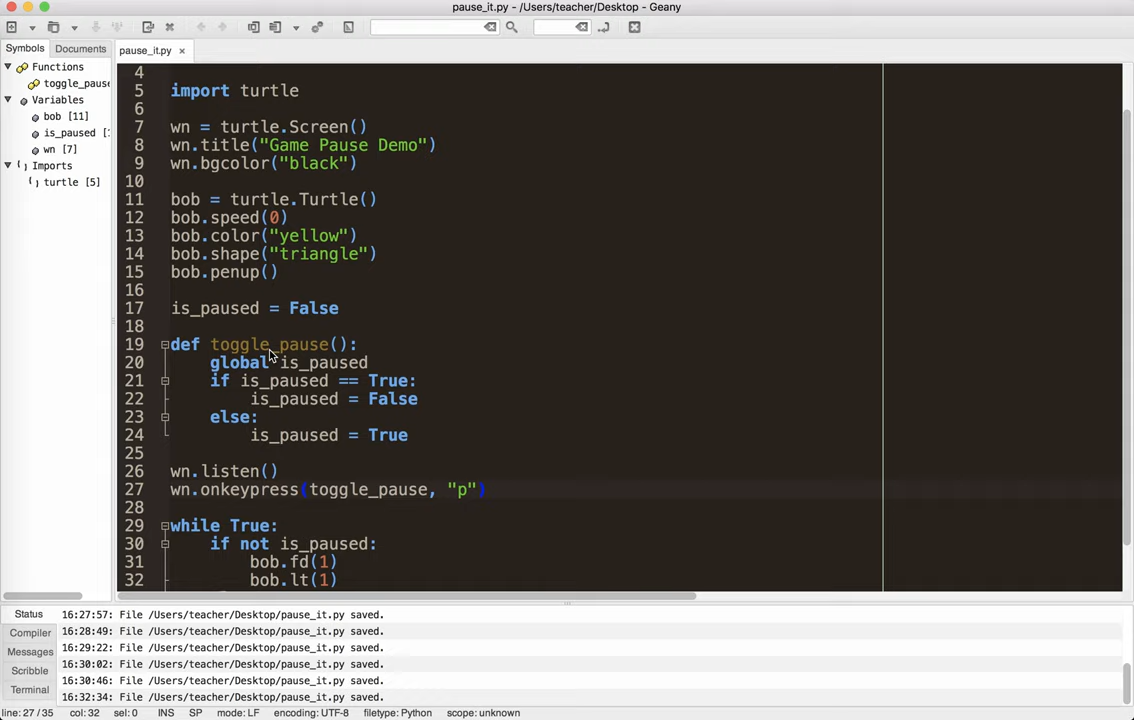 pause_it.py - /Users/teacher/Desktop - Geany
Symbols
Documents
pause_it.py
Functions
toggle_pause
Variables
bob [11]
is_paused [
wn [7]
Imports
turtle [5]
4
5 import turtle
6
7 wn = turtle.Screen()
8 wn.title("Game Pause Demo")
9 wn.bgcolor("black")
10
11 bob = turtle.Turtle()
12 bob.speed(0)
13 bob.color("yellow")
14 bob.shape("triangle")
15 bob.penup()
16
17 is_paused = False
18
19 def toggle_pause():
20 global is_paused
21 if is_paused == True:
22 is_paused = False
23 else:
24 is_paused = True
25
26 wn.listen()
27 wn.onkeypress(toggle_pause, "p")
28
29 while True:
30 if not is_paused:
31 bob.fd(1)
32 bob.lt(1)
Status
Compiler
Messages
Scribble
Terminal
16:27:57: File /Users/teacher/Desktop/pause_it.py saved.
16:28:49: File /Users/teacher/Desktop/pause_it.py saved.
16:29:22: File /Users/teacher/Desktop/pause_it.py saved.
16:30:02: File /Users/teacher/Desktop/pause_it.py saved.
16:30:46: File /Users/teacher/Desktop/pause_it.py saved.
16:32:34: File /Users/teacher/Desktop/pause_it.py saved.
line: 27 / 35 col: 32 sel: 0 INS SP mode: LF encoding: UTF-8 filetype: Python scope: unknown